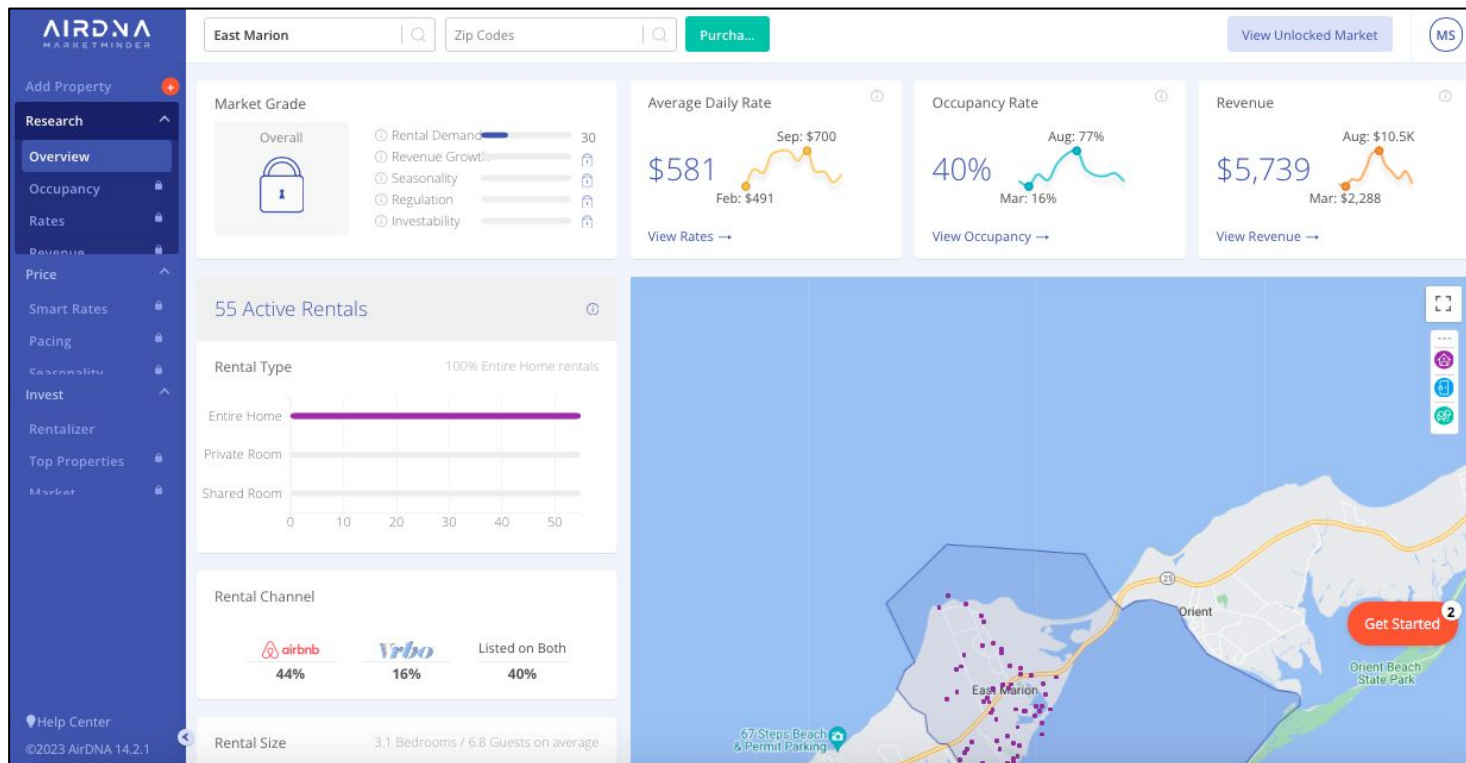 AIRDNA
MARKETMINDER
East Marion
Zip Codes
Purcha...
View Unlocked Market
MS
Add Property
Research
Overview
Occupancy
Rates
Revenue
Price
Smart Rates
Pacing
Seasonality
Invest
Rentalizer
Top Properties
Market
Help Center
©2023 AirDNA 14.2.1
Market Grade
Overall
Rental Demand
30
Revenue Growth
Seasonality
Regulation
Investability
Average Daily Rate
Sep: $700
$581
Feb: $491
View Rates →
Occupancy Rate
Aug: 77%
40%
Mar: 16%
View Occupancy →
Revenue
Aug: $10.5K
$5,739
Mar: $2,288
View Revenue →
55 Active Rentals
Rental Type
100% Entire Home rentals
Entire Home
Private Room
Shared Room
0 10 20 30 40 50
Rental Channel
airbnb
44%
Vrbo
16%
Listed on Both
40%
Rental Size
3.1 Bedrooms / 6.8 Guests on average
25
Orient
Get Started
2
Orient Beach
State Park
East Marion
67 Steps Beach
& Permit Parking